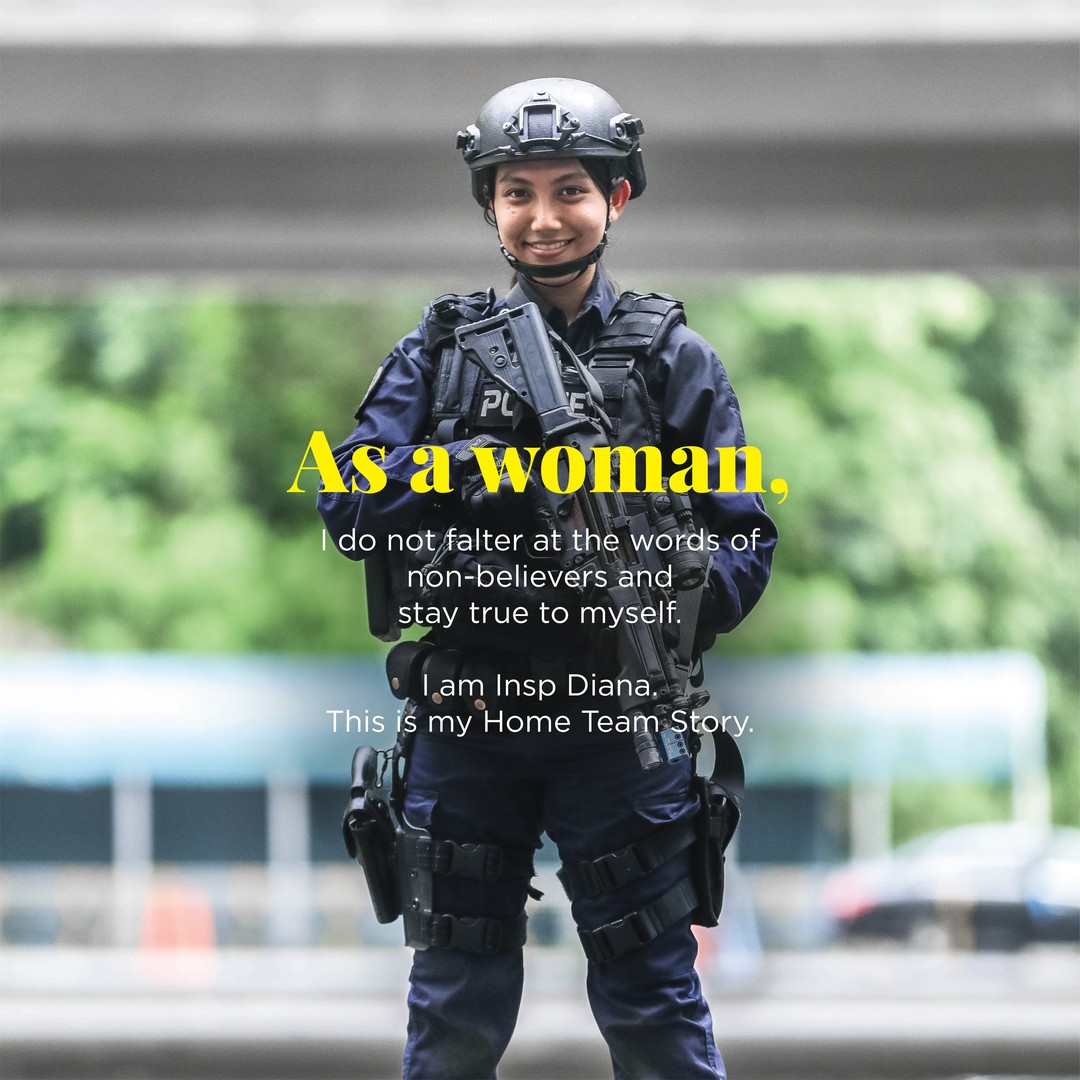 POLICE
As a woman,
I do not falter at the words of
non-believers and
stay true to myself.
I am Insp Diana.
This is my Home Team Story.